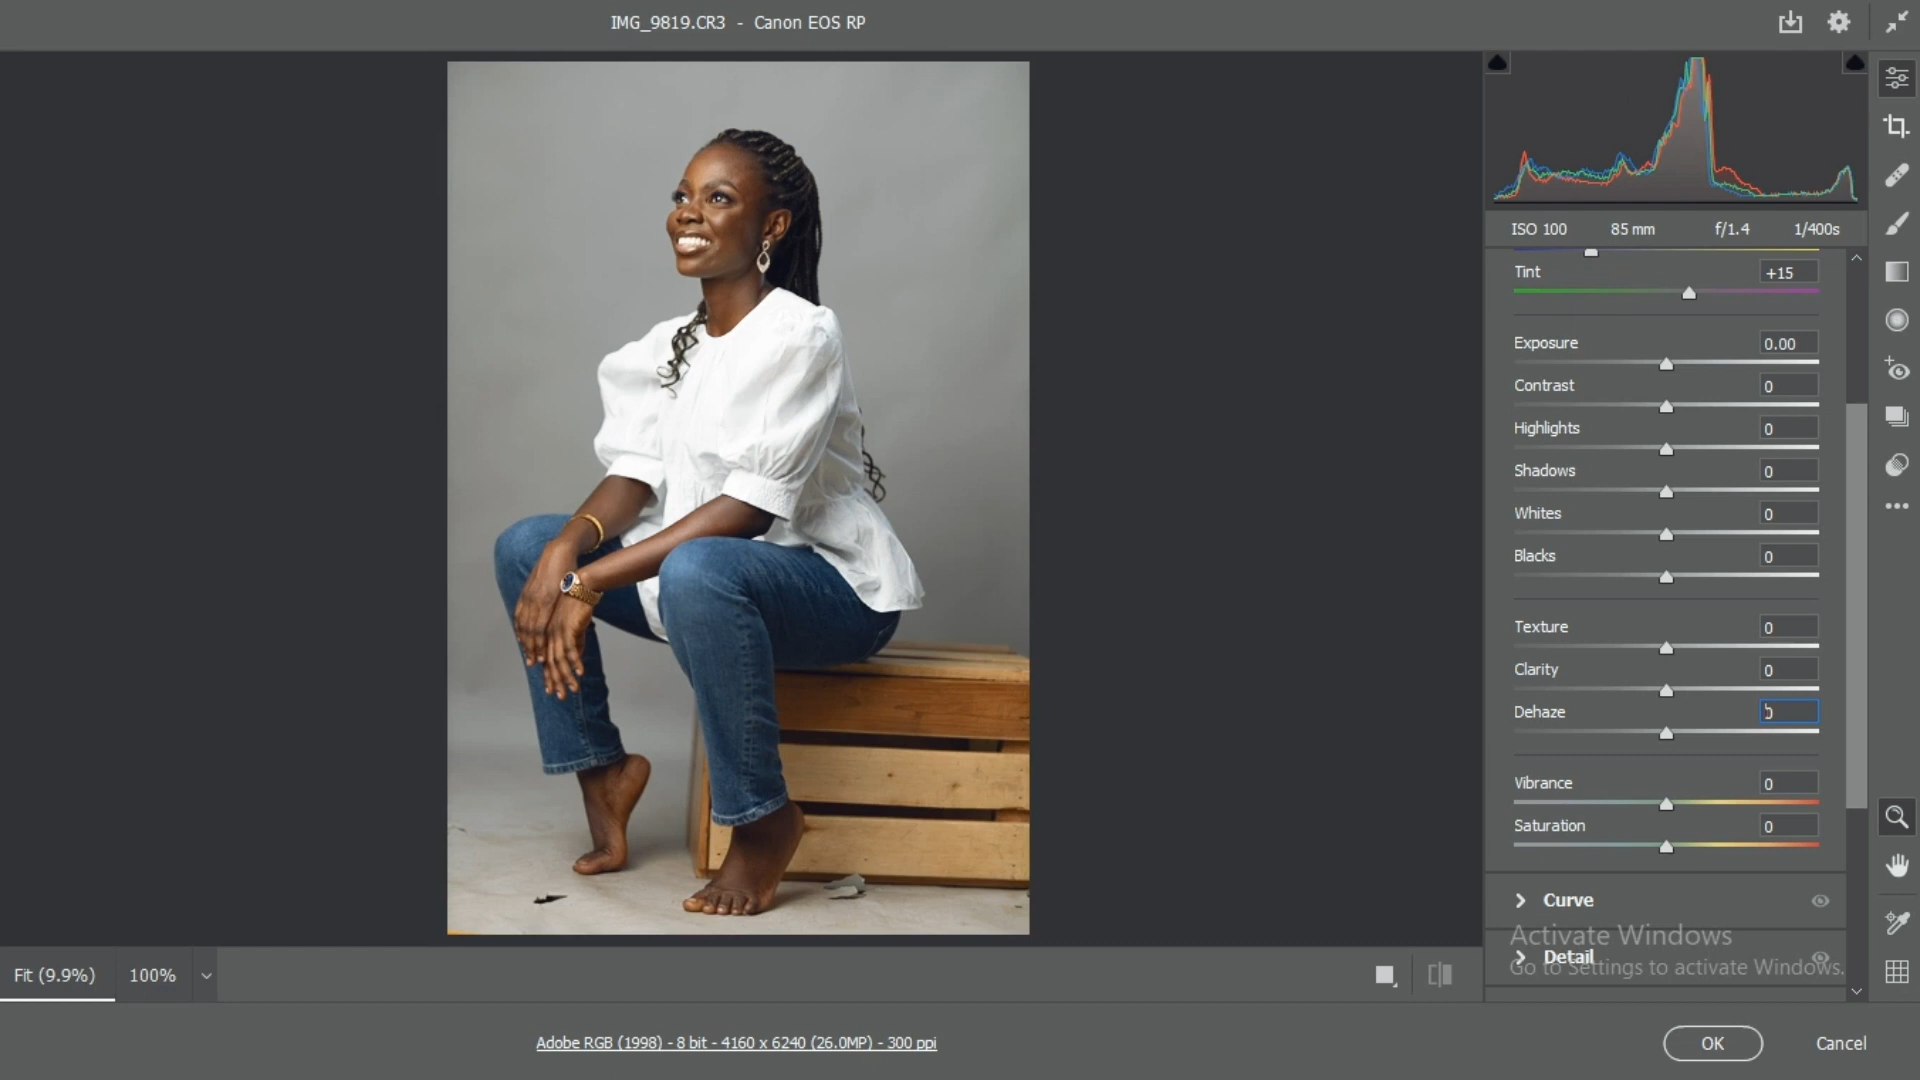 IMG_9819.CR3 - Canon EOS RP
ISO 100 85 mm f/1.4 1/400s
Tint +15
Exposure 0.00
Contrast 0
Highlights 0
Shadows 0
Whites 0
Blacks 0
Texture 0
Clarity 0
Dehaze
Vibrance 0
Saturation 0
Curve
Activate Windows
Detail
Go to Settings to activate Windows.
Fit (9.9%) 100%
Adobe RGB (1998) - 8 bit - 4160 x 6240 (26.0MP) - 300 ppi
OK Cancel